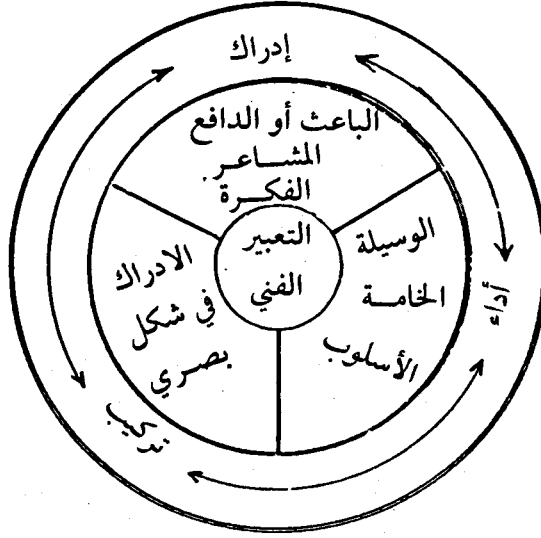 إدراك
الباعث أو الدافع
المشاعر
الفكرة
التعبير
الفني
الوسيلة
الخامة
الأسلوب
الادراك
في شكل
بصري
أداء
تركيب